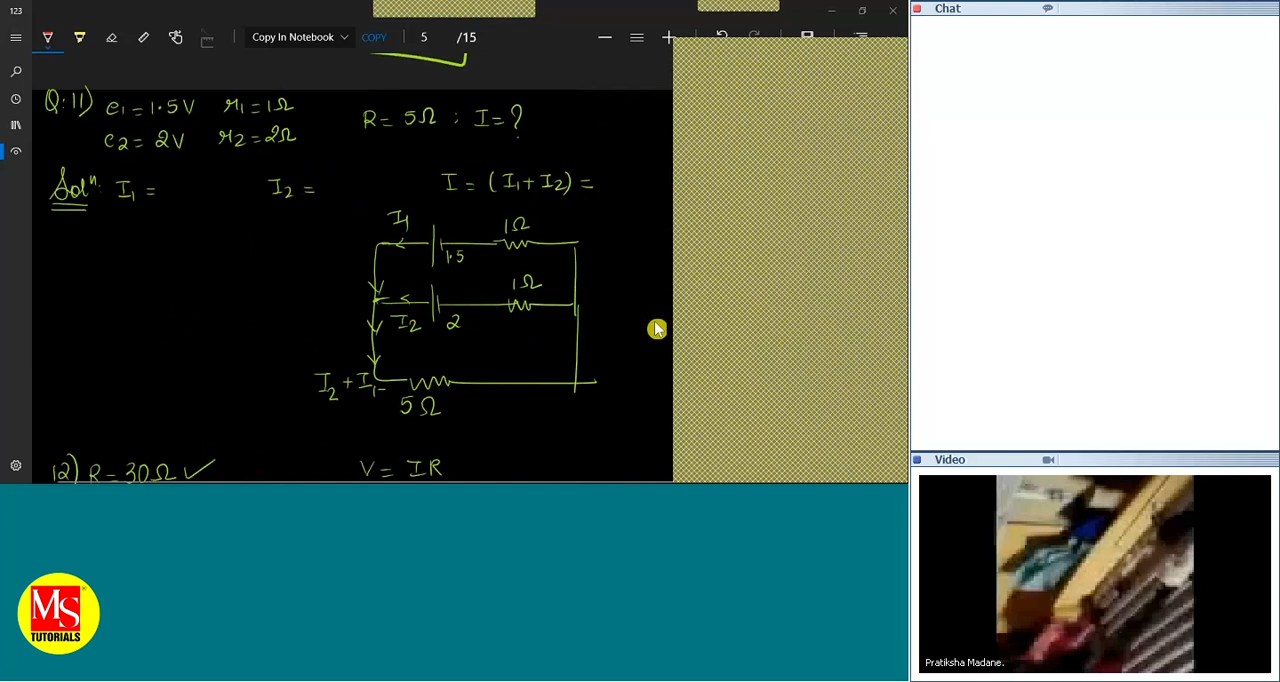 123
Copy In Notebook COPY 5 /15
Q:11) e1 = 1.5V r1 = 1Ω R = 5Ω ; I = ?
e2 = 2V r2 = 2Ω
Solⁿ: I1 = I2 = I = (I1 + I2) =
I1 1Ω
1.5
1Ω
I2 2
I2 + I1
5Ω
12) R = 30Ω ✓ V = IR
MS
TUTORIALS
Chat
Video
Pratiksha Madane.